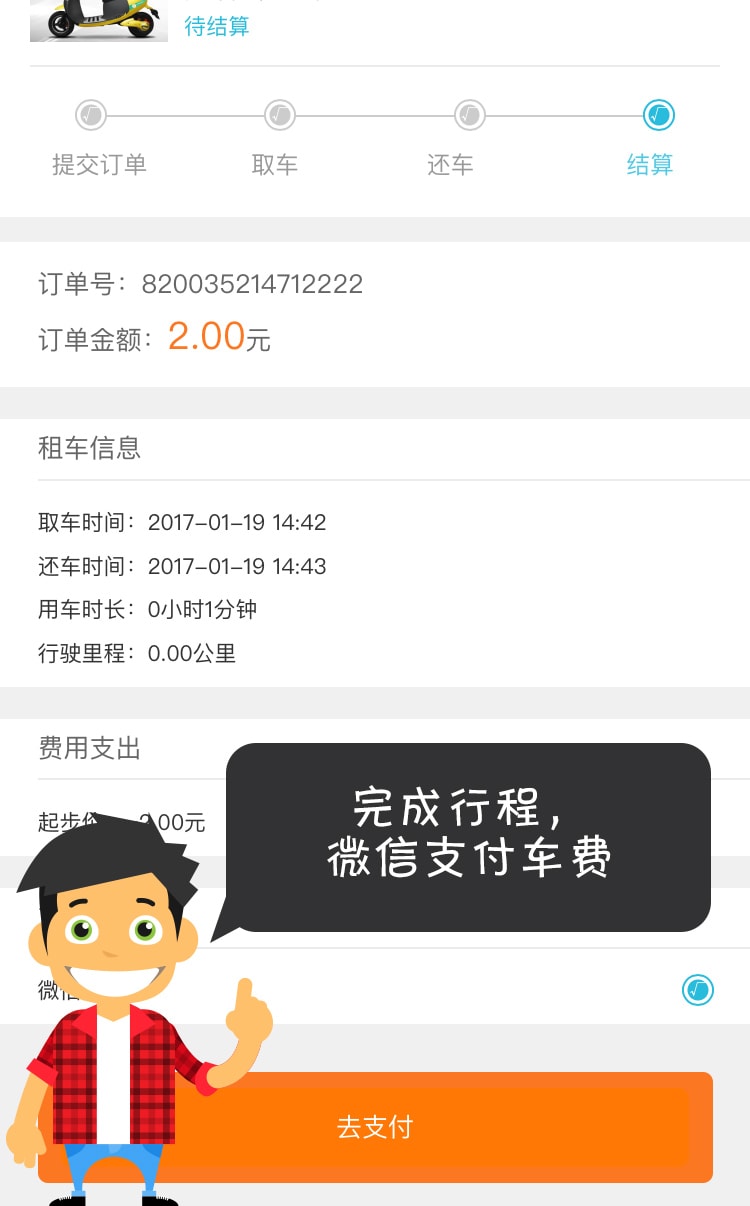 待结算
提交订单
取车
还车
结算
订单号：820035214712222
订单金额：2.00元
租车信息
取车时间：2017-01-19 14:42
还车时间：2017-01-19 14:43
用车时长：0小时1分钟
行驶里程：0.00公里
费用支出
完成行程，
微信支付车费
起步 2.00元
微信
去支付